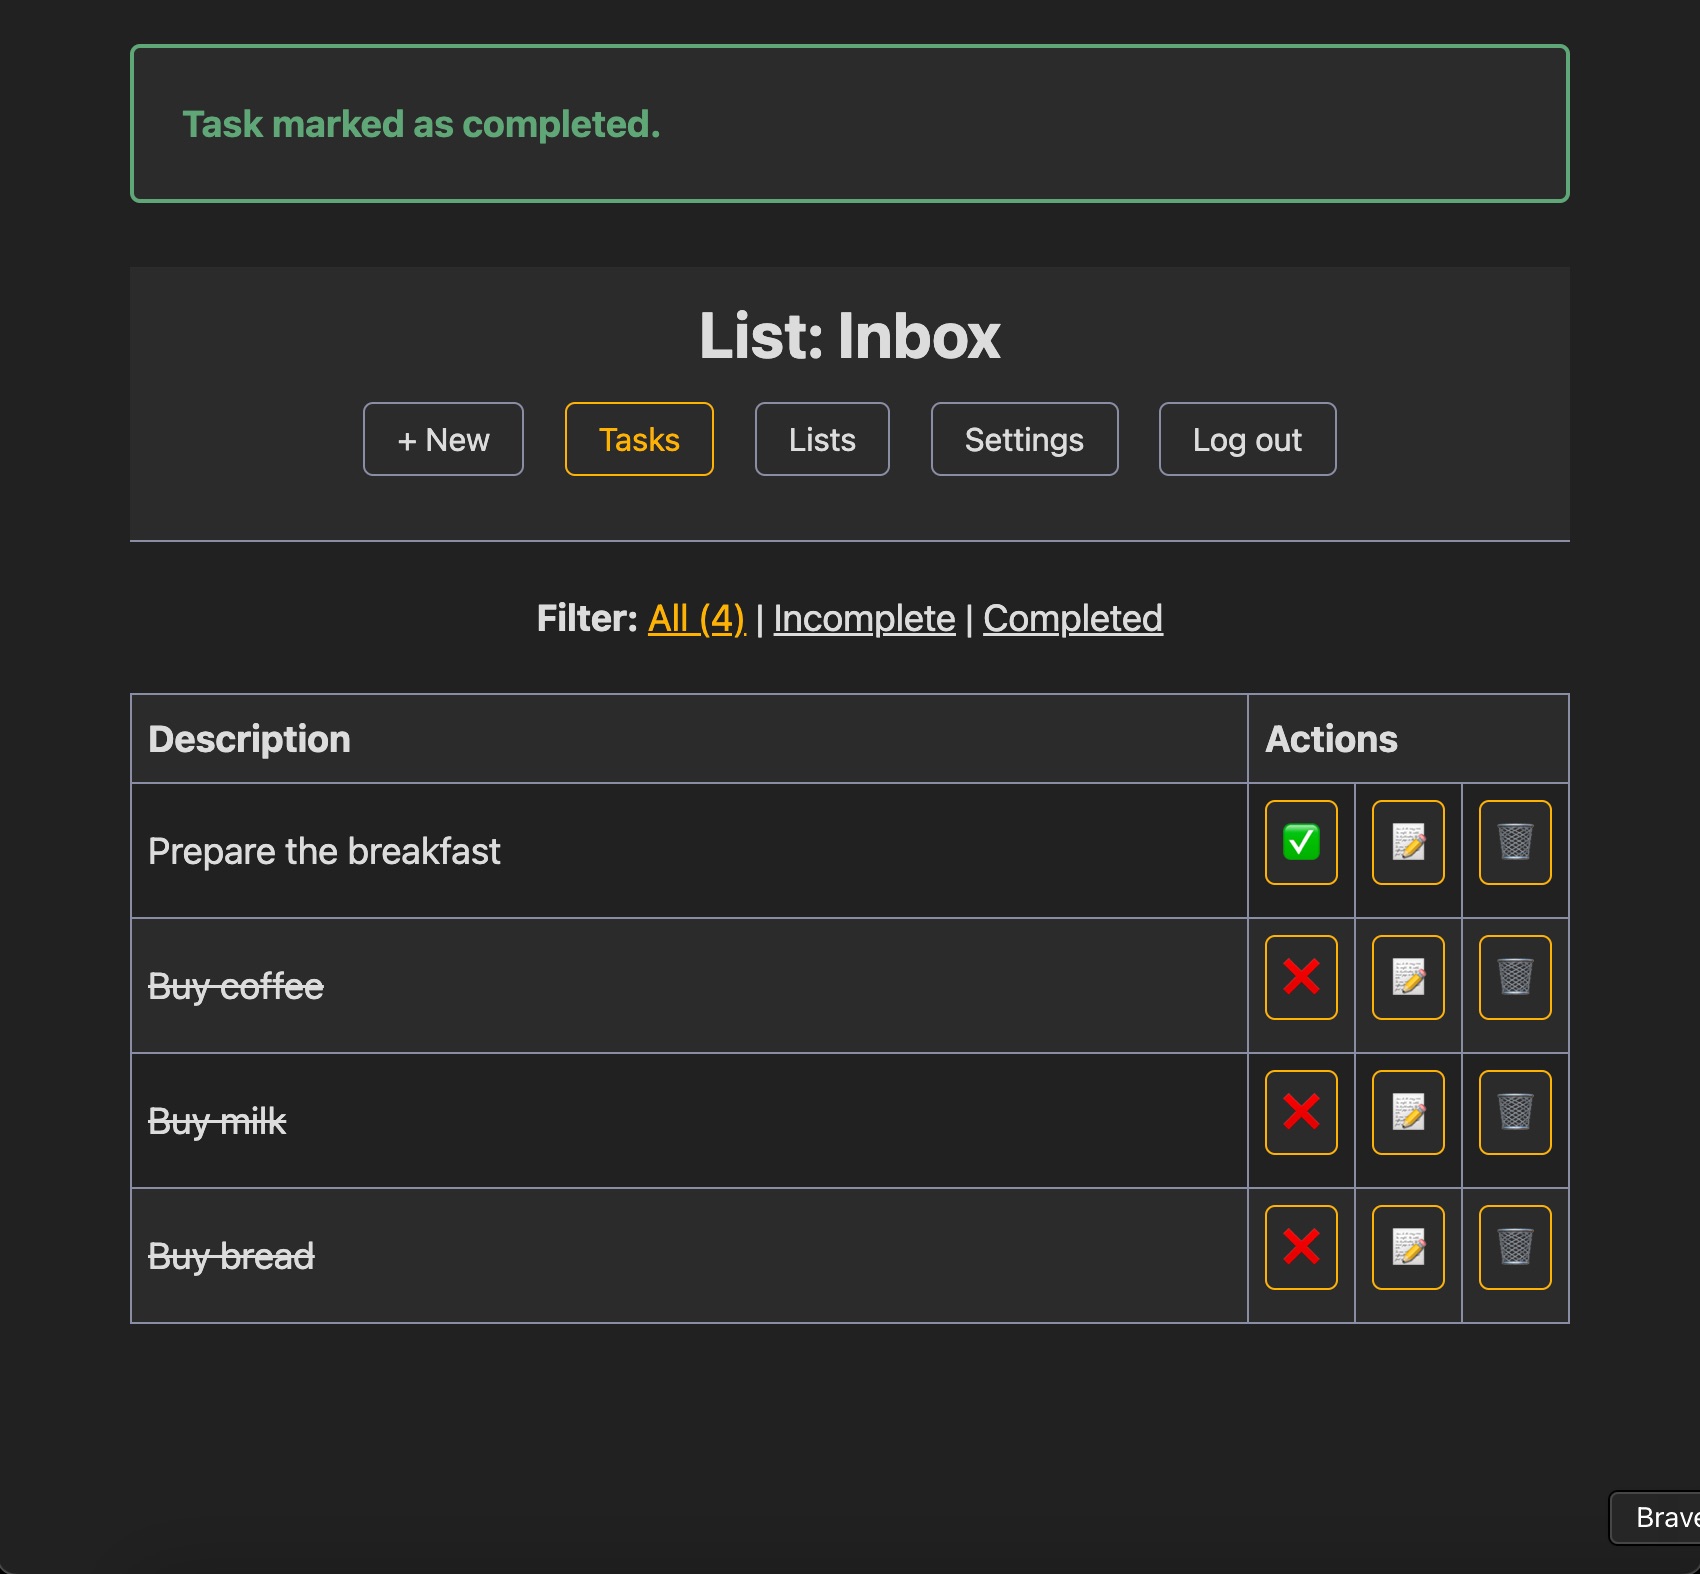 Task marked as completed.
List: Inbox
+ New Tasks Lists Settings Log out
Filter: All (4) | Incomplete | Completed
Description Actions
Prepare the breakfast
Buy coffee
Buy milk
Buy bread
Brave